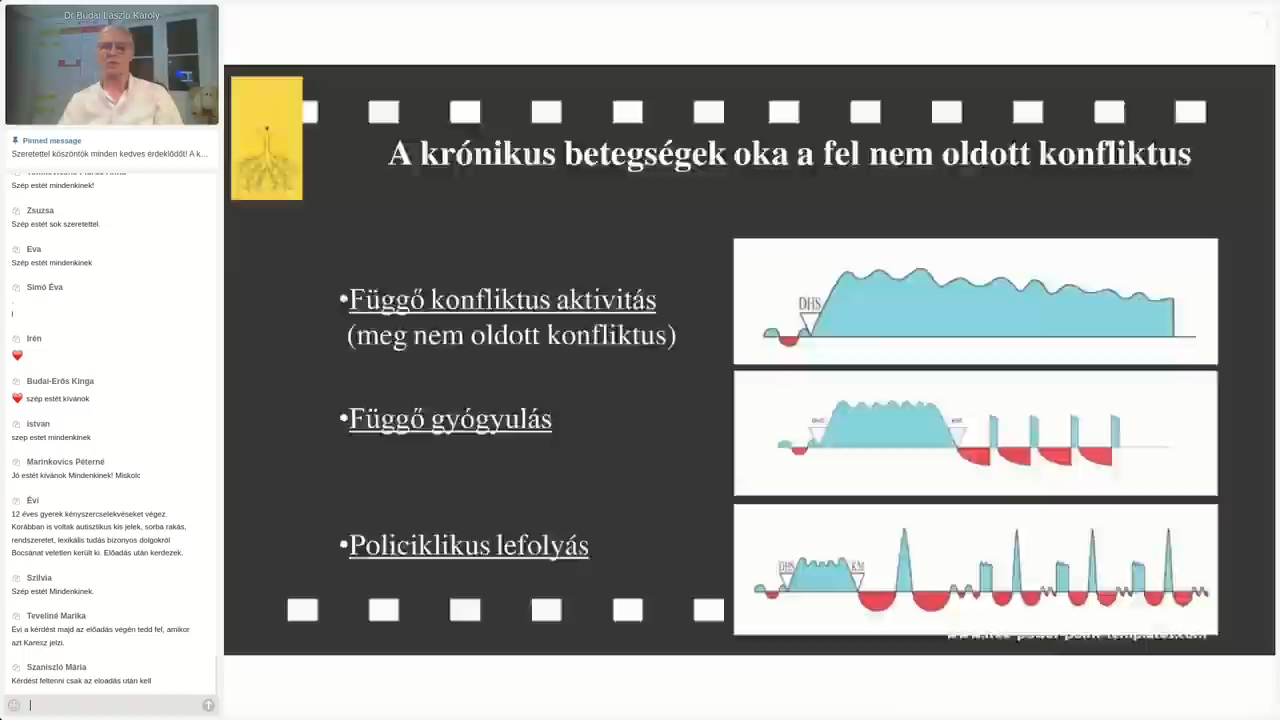 Dr Budai László Károly
Pinned message
Szeretettel köszöntök minden kedves érdeklődőt! A k...
Szép estét mindenkinek!
Zsuzsa
Szép estét sok szeretettel.
Eva
Szép estét mindenkinek
Simó Éva
.
I
Irén
Budai-Erős Kinga
szép estét kívánok
istvan
szep estet mindenkinek
Marinkovics Péterné
Jó estét kívánok Mindenkinek! Miskolc
Évi
12 éves gyerek kényszercselekvéseket végez.
Korábban is voltak autisztikus kis jelek, sorba rakás,
rendszeretet, lexikális tudás bizonyos dolgokról
Bocsánat veletlen került ki. Előadás után kerdezek.
Szilvia
Szép estét Mindenkinek.
Teveliné Marika
Évi a kérdést majd az előadás végén tedd fel, amikor
azt Karesz jelzi.
Szaniszló Mária
Kérdést feltenni csak az eloadás után kell
A krónikus betegségek oka a fel nem oldott konfliktus
•Függő konfliktus aktivitás
(meg nem oldott konfliktus)
DHS
•Függő gyógyulás
•Policiklikus lefolyás
DHS
KM